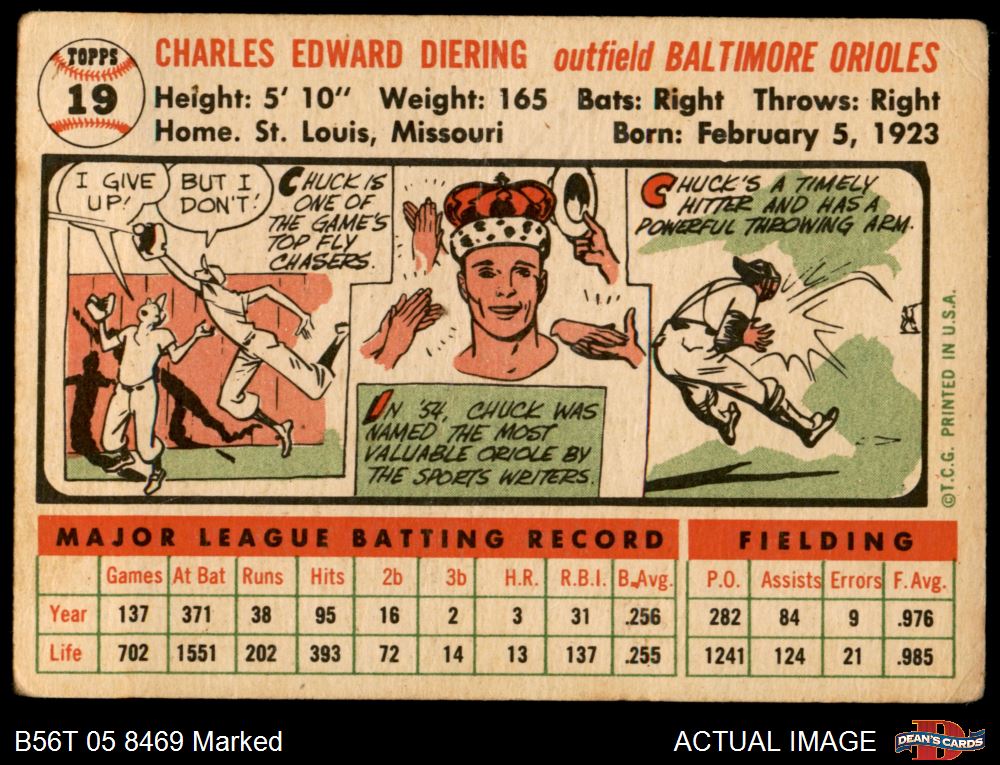 TOPPS
19
CHARLES EDWARD DIERING outfield BALTIMORE ORIOLES
Height: 5' 10" Weight: 165 Bats: Right Throws: Right
Home. St. Louis, Missouri Born: February 5, 1923
I GIVE
UP!
BUT I
DON'T!
CHUCK IS
ONE OF
THE GAME'S
TOP FLY
CHASERS.
IN '54, CHUCK WAS
NAMED THE MOST
VALUABLE ORIOLE BY
THE SPORTS WRITERS.
CHUCK'S A TIMELY
HITTER AND HAS A
POWERFUL THROWING ARM.
©T.C.G. PRINTED IN U.S.A.
MAJOR LEAGUE BATTING RECORD FIELDING
Games At Bat Runs Hits 2b 3b H.R. R.B.I. B.Avg. P.O. Assists Errors F. Avg.
Year 137 371 38 95 16 2 3 31 .256 282 84 9 .976
Life 702 1551 202 393 72 14 13 137 .255 1241 124 21 .985
B56T 05 8469 Marked ACTUAL IMAGE DEAN'S CARDS